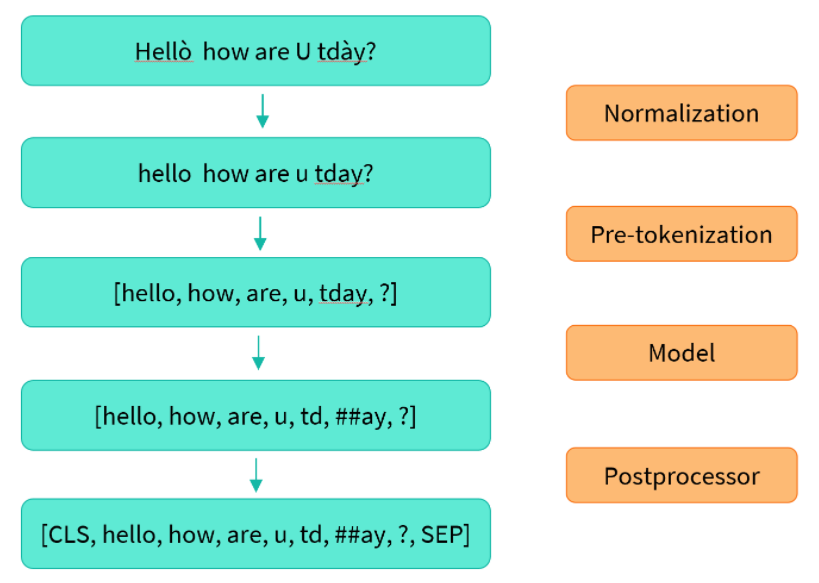 Hellò  how are U tdày?
Normalization
hello  how are u tday?
Pre-tokenization
[hello, how, are, u, tday, ?]
Model
[hello, how, are, u, td, ##ay, ?]
Postprocessor
[CLS, hello, how, are, u, td, ##ay, ?, SEP]